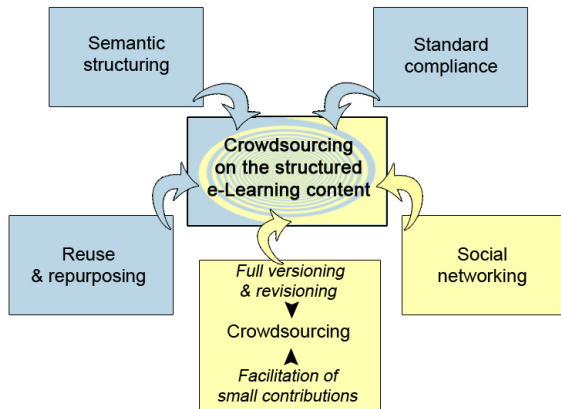 Semantic
structuring
Standard
compliance
Crowdsourcing
on the structured
e-Learning content
Reuse
& repurposing
Social
networking
Full versioning
& revisioning
Crowdsourcing
Facilitation of
small contributions